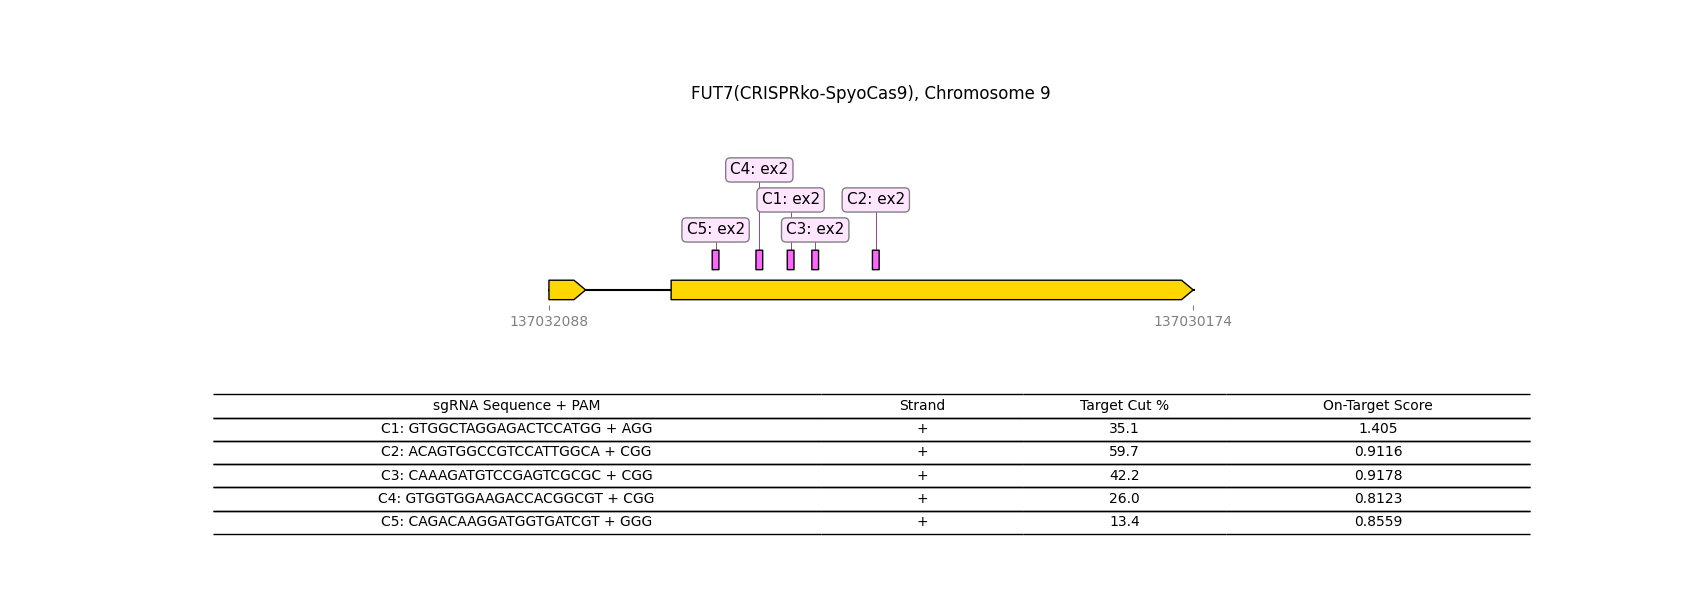 FUT7(CRISPRko-SpyoCas9), Chromosome 9
C4: ex2
C1: ex2
C2: ex2
C5: ex2
C3: ex2
137032088
137030174
sgRNA Sequence + PAM Strand Target Cut % On-Target Score
C1: GTGGCTAGGAGACTCCATGG + AGG + 35.1 1.405
C2: ACAGTGGCCGTCCATTGGCA + CGG + 59.7 0.9116
C3: CAAAGATGTCCGAGTCGCGC + CGG + 42.2 0.9178
C4: GTGGTGGAAGACCACGGCGT + CGG + 26.0 0.8123
C5: CAGACAAGGATGGTGATCGT + GGG + 13.4 0.8559